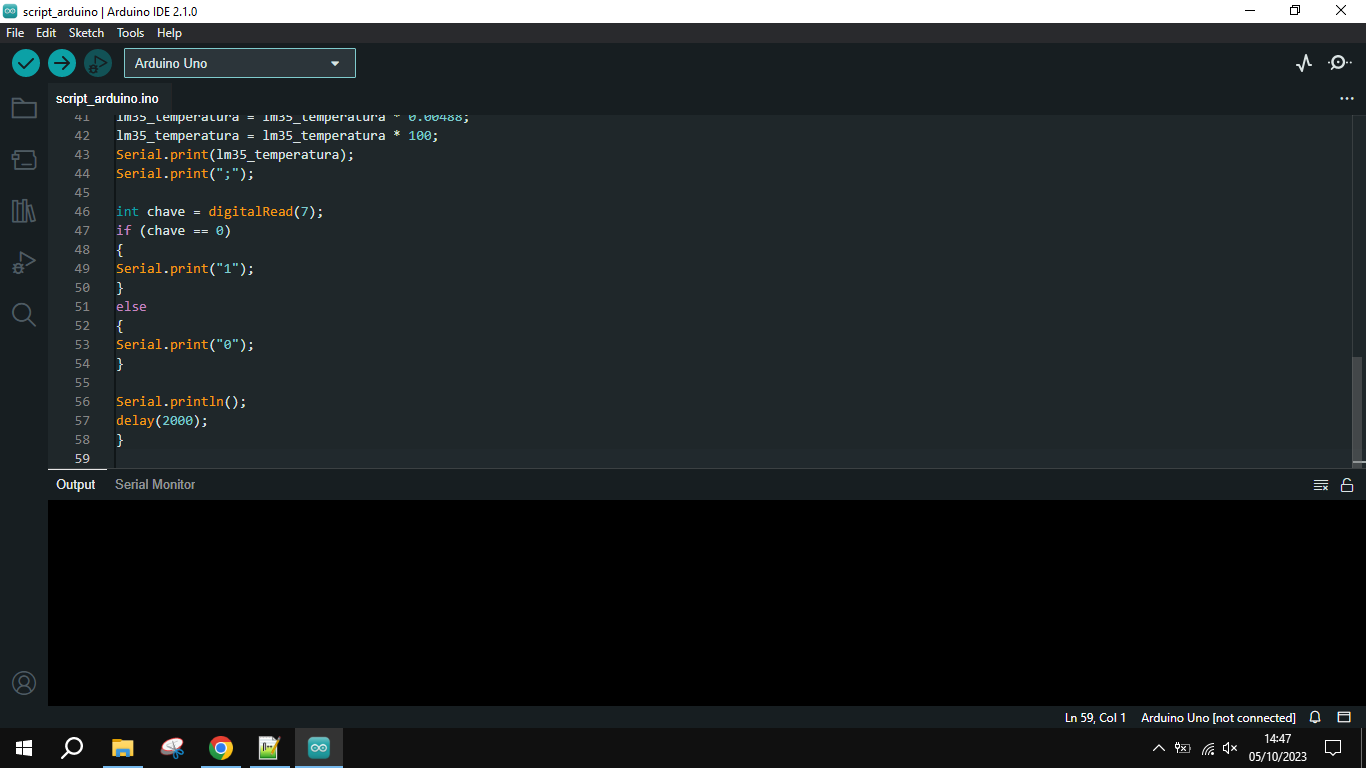 script_arduino | Arduino IDE 2.1.0
File Edit Sketch Tools Help
Arduino Uno
script_arduino.ino
41 lm35_temperatura = lm35_temperatura * 0.00488;
42 lm35_temperatura = lm35_temperatura * 100;
43 Serial.print(lm35_temperatura);
44 Serial.print(";");
45
46 int chave = digitalRead(7);
47 if (chave == 0)
48 {
49 Serial.print("1");
50 }
51 else
52 {
53 Serial.print("0");
54 }
55
56 Serial.println();
57 delay(2000);
58 }
59
Output Serial Monitor
Ln 59, Col 1 Arduino Uno [not connected]
14:47
05/10/2023